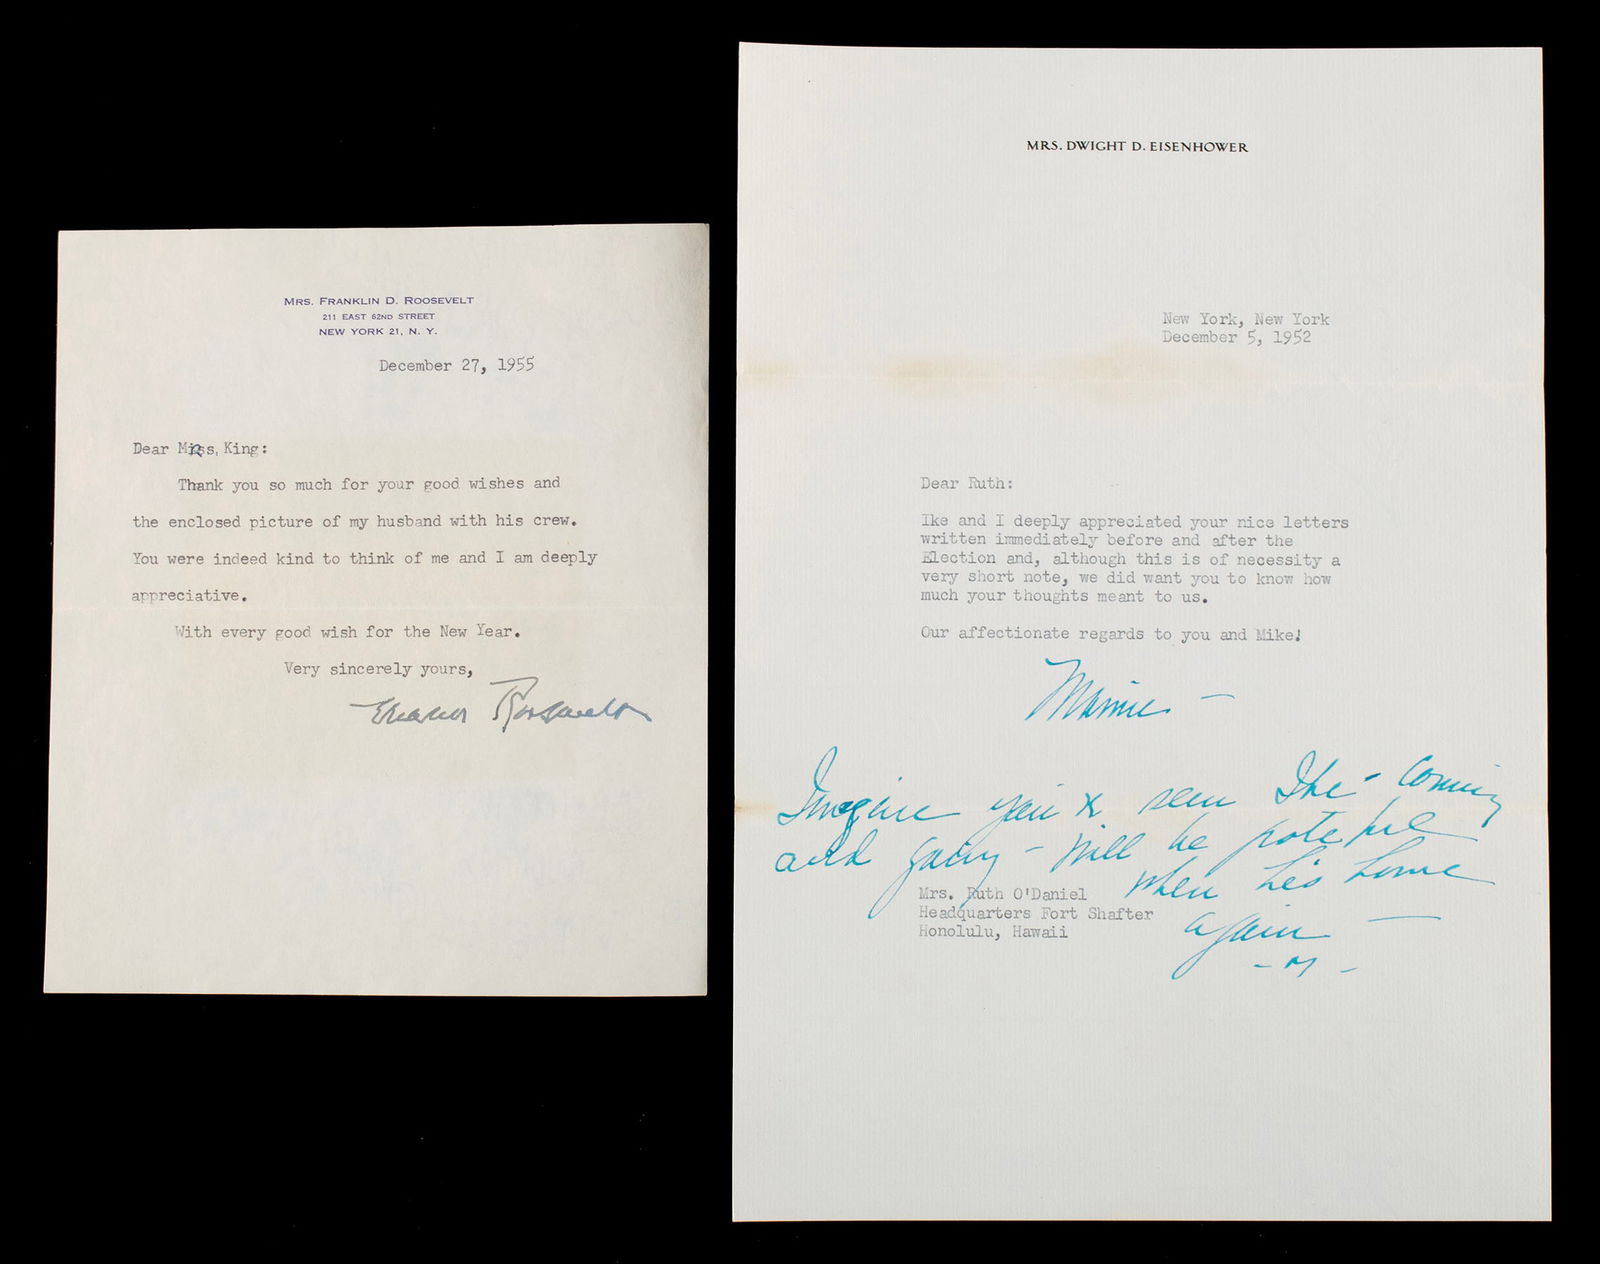 MRS. FRANKLIN D. ROOSEVELT
211 EAST 62ND STREET
NEW YORK 21, N. Y.
December 27, 1955
Dear Mrs, King:
Thank you so much for your good wishes and
the enclosed picture of my husband with his crew.
You were indeed kind to think of me and I am deeply
appreciative.
With every good wish for the New Year.
Very sincerely yours,
Eleanor Roosevelt
MRS. DWIGHT D. EISENHOWER
New York, New York
December 5, 1952
Dear Ruth:
Ike and I deeply appreciated your nice letters
written immediately before and after the
Election and, although this is of necessity a
very short note, we did want you to know how
much your thoughts meant to us.
Our affectionate regards to you and Mike!
Mamie -
Imagine you seen Ike - coming
and going - Will be
when he's home
again -
- M -
Mrs. Ruth O'Daniel
Headquarters Fort Shafter
Honolulu, Hawaii